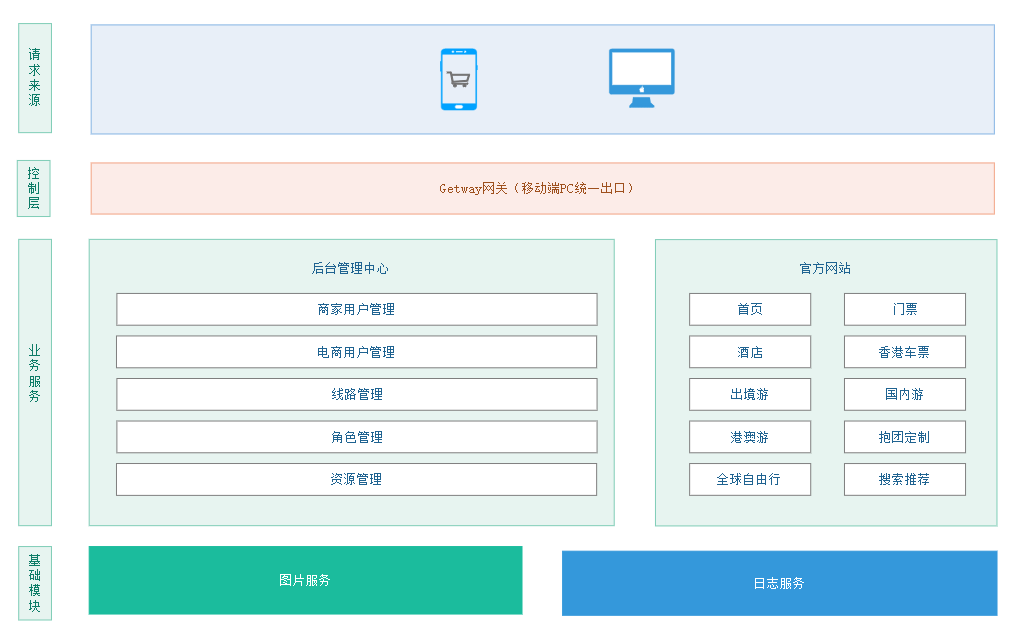 请求来源
控制层
Getway网关（移动端PC统一出口）
业务服务
后台管理中心
商家用户管理
电商用户管理
线路管理
角色管理
资源管理
官方网站
首页
门票
酒店
香港车票
出境游
国内游
港澳游
抱团定制
全球自由行
搜索推荐
基础模块
图片服务
日志服务